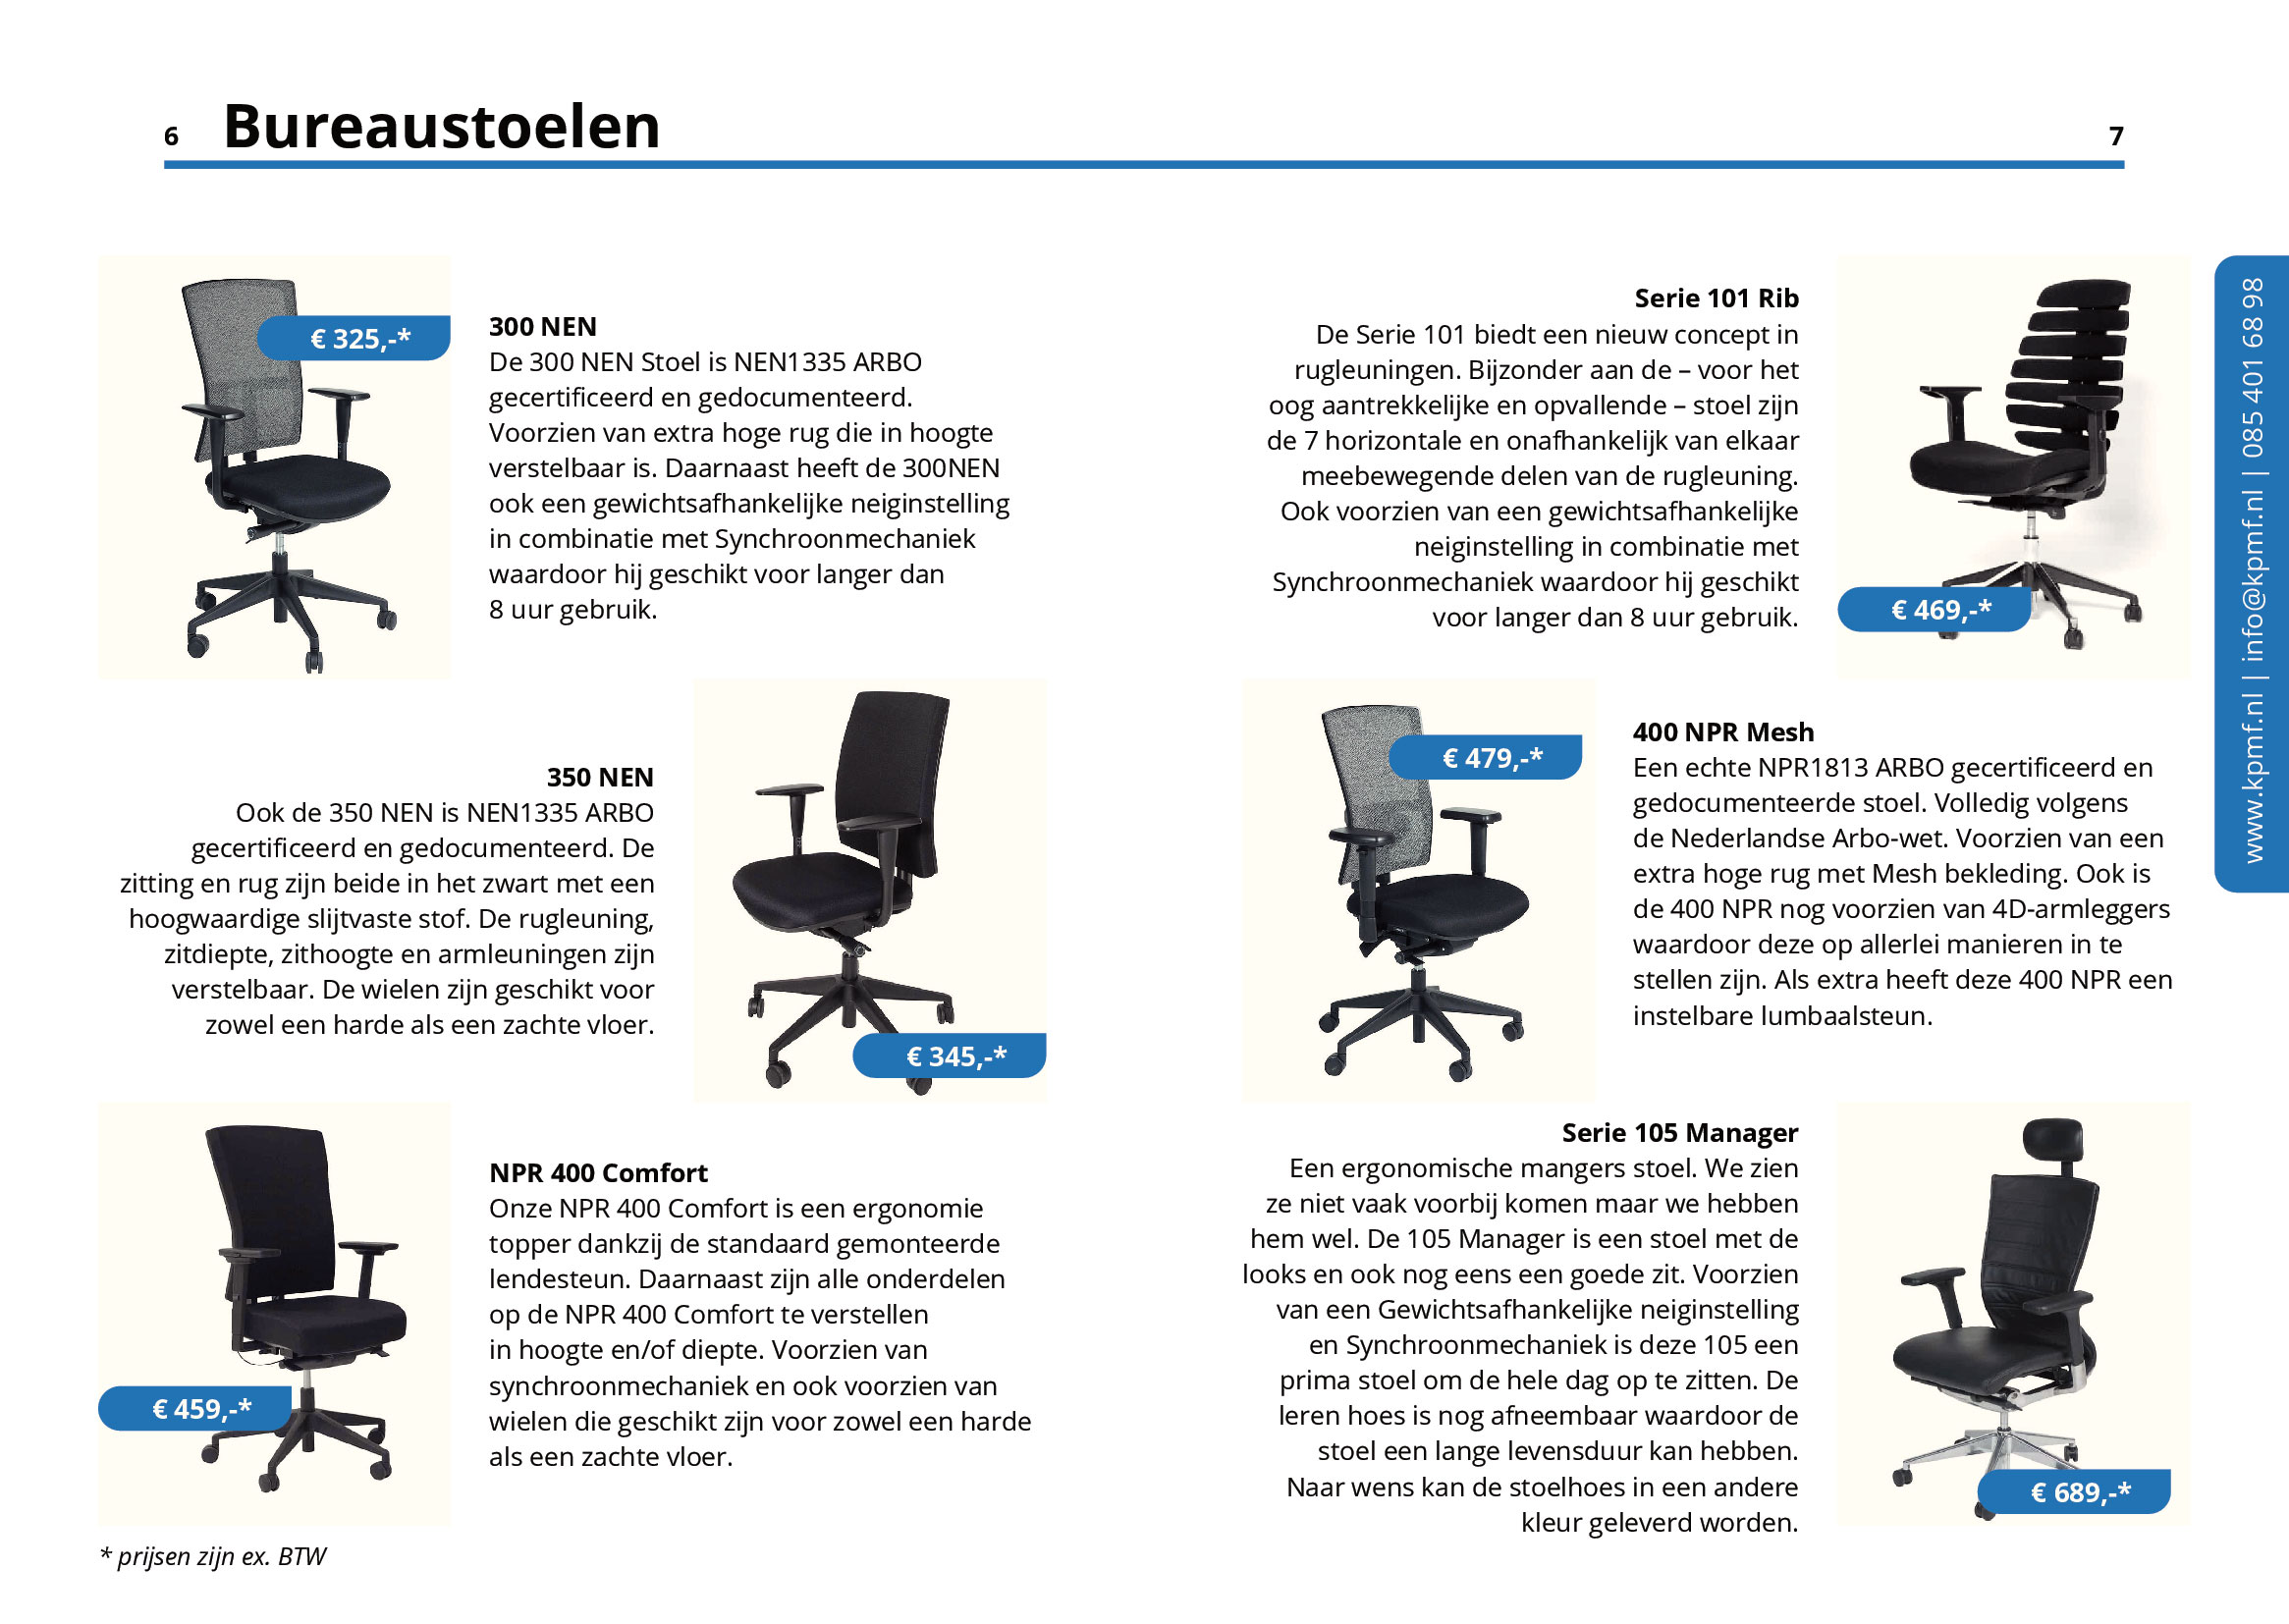 6 Bureaustoelen
7
€ 325,-*
300 NEN
De 300 NEN Stoel is NEN1335 ARBO
gecertificeerd en gedocumenteerd.
Voorzien van extra hoge rug die in hoogte
verstelbaar is. Daarnaast heeft de 300NEN
ook een gewichtsafhankelijke neiginstelling
in combinatie met Synchroonmechaniek
waardoor hij geschikt voor langer dan
8 uur gebruik.
350 NEN
Ook de 350 NEN is NEN1335 ARBO
gecertificeerd en gedocumenteerd. De
zitting en rug zijn beide in het zwart met een
hoogwaardige slijtvaste stof. De rugleuning,
zitdiepte, zithoogte en armleuningen zijn
verstelbaar. De wielen zijn geschikt voor
zowel een harde als een zachte vloer.
€ 345,-*
NPR 400 Comfort
Onze NPR 400 Comfort is een ergonomie
topper dankzij de standaard gemonteerde
lendesteun. Daarnaast zijn alle onderdelen
op de NPR 400 Comfort te verstellen
in hoogte en/of diepte. Voorzien van
synchroonmechaniek en ook voorzien van
wielen die geschikt zijn voor zowel een harde
als een zachte vloer.
€ 459,-*
* prijsen zijn ex. BTW
Serie 101 Rib
De Serie 101 biedt een nieuw concept in
rugleuningen. Bijzonder aan de – voor het
oog aantrekkelijke en opvallende – stoel zijn
de 7 horizontale en onafhankelijk van elkaar
meebewegende delen van de rugleuning.
Ook voorzien van een gewichtsafhankelijke
neiginstelling in combinatie met
Synchroonmechaniek waardoor hij geschikt
voor langer dan 8 uur gebruik.
€ 469,-*
€ 479,-*
400 NPR Mesh
Een echte NPR1813 ARBO gecertificeerd en
gedocumenteerde stoel. Volledig volgens
de Nederlandse Arbo-wet. Voorzien van een
extra hoge rug met Mesh bekleding. Ook is
de 400 NPR nog voorzien van 4D-armleggers
waardoor deze op allerlei manieren in te
stellen zijn. Als extra heeft deze 400 NPR een
instelbare lumbaalsteun.
Serie 105 Manager
Een ergonomische mangers stoel. We zien
ze niet vaak voorbij komen maar we hebben
hem wel. De 105 Manager is een stoel met de
looks en ook nog eens een goede zit. Voorzien
van een Gewichtsafhankelijke neiginstelling
en Synchroonmechaniek is deze 105 een
prima stoel om de hele dag op te zitten. De
leren hoes is nog afneembaar waardoor de
stoel een lange levensduur kan hebben.
Naar wens kan de stoelhoes in een andere
kleur geleverd worden.
€ 689,-*
www.kpmf.nl | info@kpmf.nl | 085 401 68 98